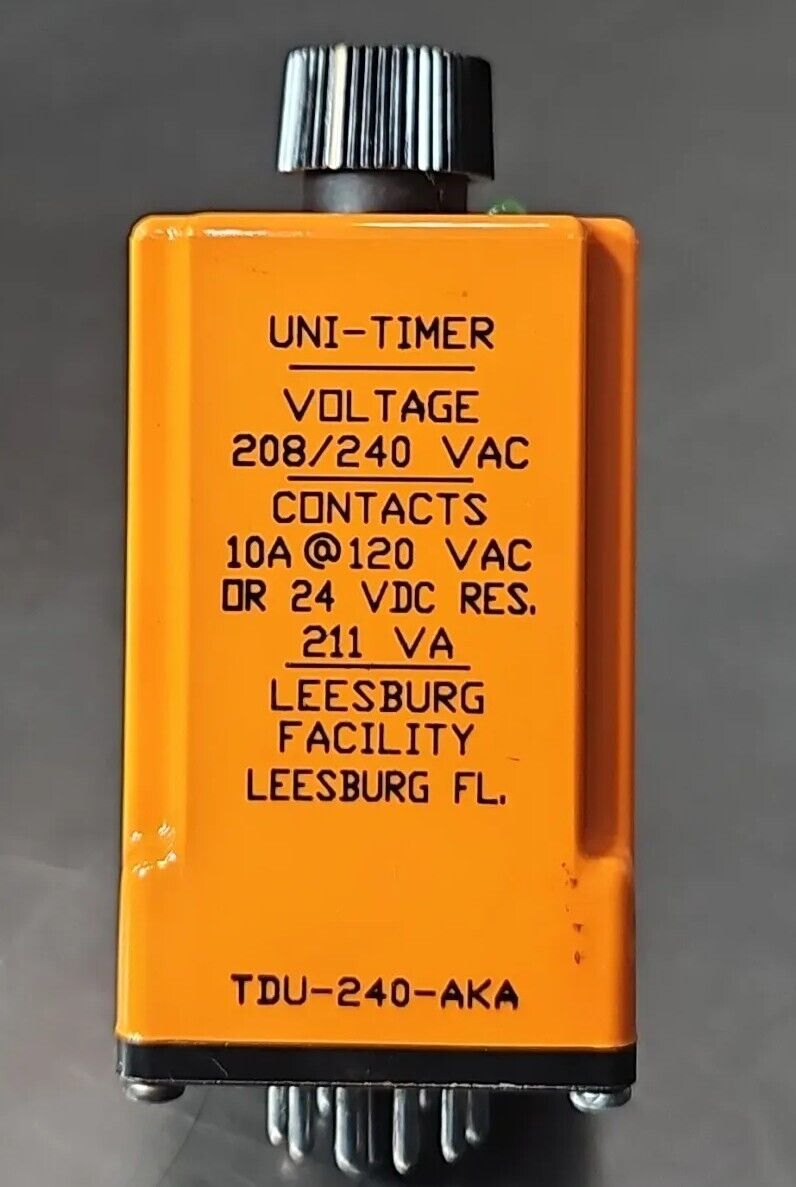 UNI-TIMER
VOLTAGE
208/240 VAC
CONTACTS
10A @ 120 VAC
OR 24 VDC RES.
211 VA
LEESBURG
FACILITY
LEESBURG FL.
TDU-240-AKA